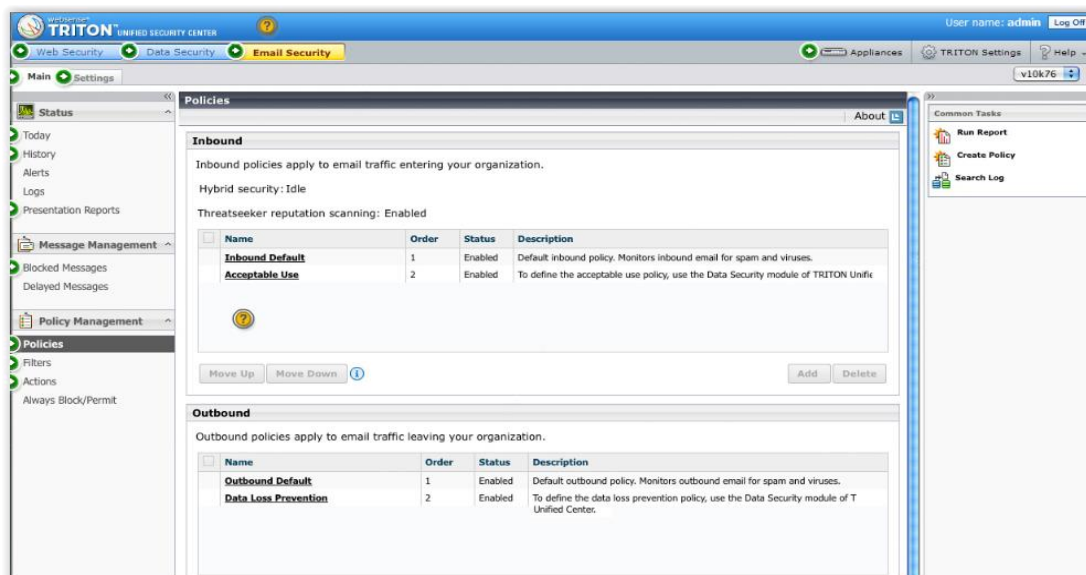 websense®
TRITON™ UNIFIED SECURITY CENTER
?
User name: admin Log Off
Web Security Data Security Email Security
Appliances TRITON Settings ? Help
Main Settings
v10k76
Status
Today
History
Alerts
Logs
Presentation Reports
Message Management
Blocked Messages
Delayed Messages
Policy Management
Policies
Filters
Actions
Always Block/Permit
Policies
About
Inbound
Inbound policies apply to email traffic entering your organization.
Hybrid security: Idle
Threatseeker reputation scanning: Enabled
Name Order Status Description
Inbound Default 1 Enabled Default inbound policy. Monitors inbound email for spam and viruses.
Acceptable Use 2 Enabled To define the acceptable use policy, use the Data Security module of TRITON Unifie
?
Move Up Move Down i Add Delete
Outbound
Outbound policies apply to email traffic leaving your organization.
Name Order Status Description
Outbound Default 1 Enabled Default outbound policy. Monitors outbound email for spam and viruses.
Data Loss Prevention 2 Enabled To define the data loss prevention policy, use the Data Security module of T
Unified Center.
Common Tasks
Run Report
Create Policy
Search Log